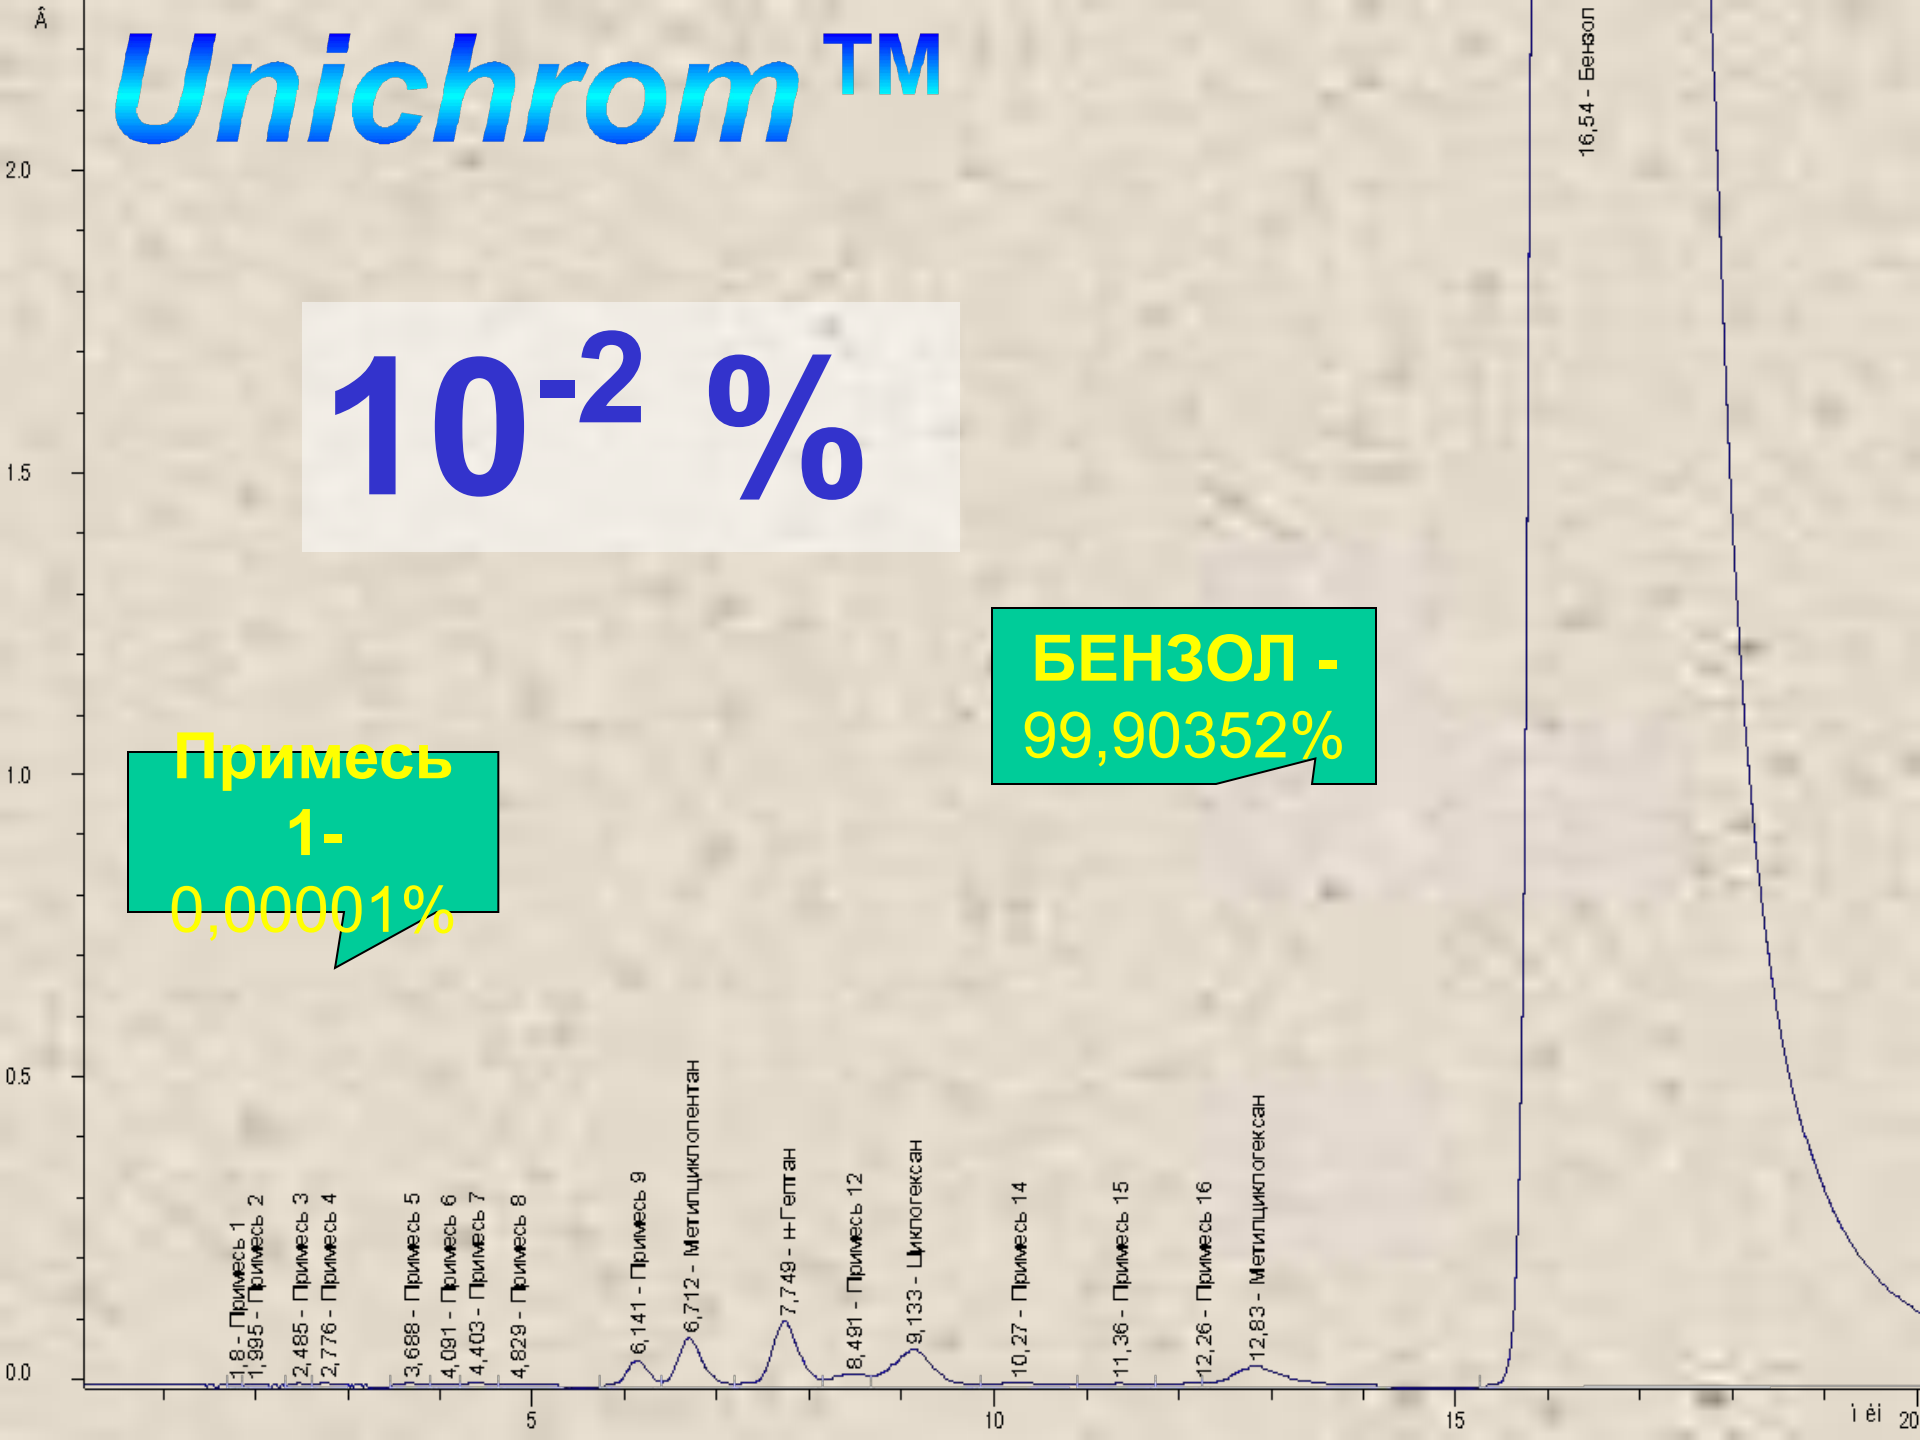 Â
Unichrom™
16,54 - Бензол
2.0
10⁻² %
1.5
БЕНЗОЛ -
99,90352%
Примесь
1-
0,00001%
1.0
0.5
0.0
1,8 - Примесь 1
1,995 - Примесь 2
2,485 - Примесь 3
2,776 - Примесь 4
3,688 - Примесь 5
4,091 - Примесь 6
4,403 - Примесь 7
4,829 - Примесь 8
6,141 - Примесь 9
6,712 - Метилциклопентан
7,749 - н-Гептан
8,491 - Примесь 12
9,133 - Циклогексан
10,27 - Примесь 14
11,36 - Примесь 15
12,26 - Примесь 16
12,83 - Метилциклогексан
5 10 15 ì èí 20